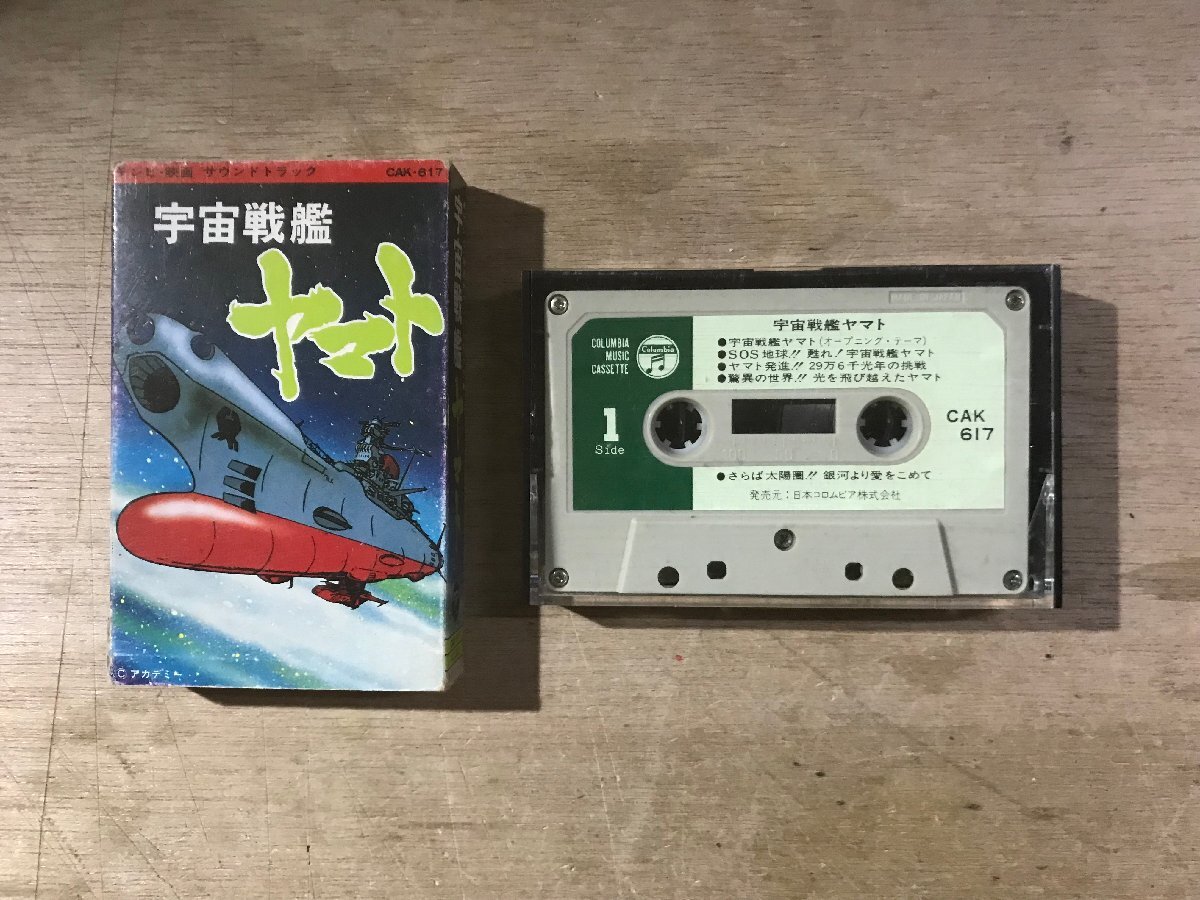 テレビ・映画 サウンドトラック CAK-617
宇宙戦艦
ヤマト
© アカデミー
MADE IN JAPAN
COLUMBIA
MUSIC
CASSETTE
Columbia
1
Side
宇宙戦艦ヤマト
●宇宙戦艦ヤマト(オープニング・テーマ)
●SOS地球!! 甦れ!宇宙戦艦ヤマト
●ヤマト発進!! 29万6千光年の挑戦
●驚異の世界!! 光を飛び越えたヤマト
CAK
617
100 0
●さらば太陽圏!! 銀河より愛をこめて
発売元:日本コロムビア株式会社